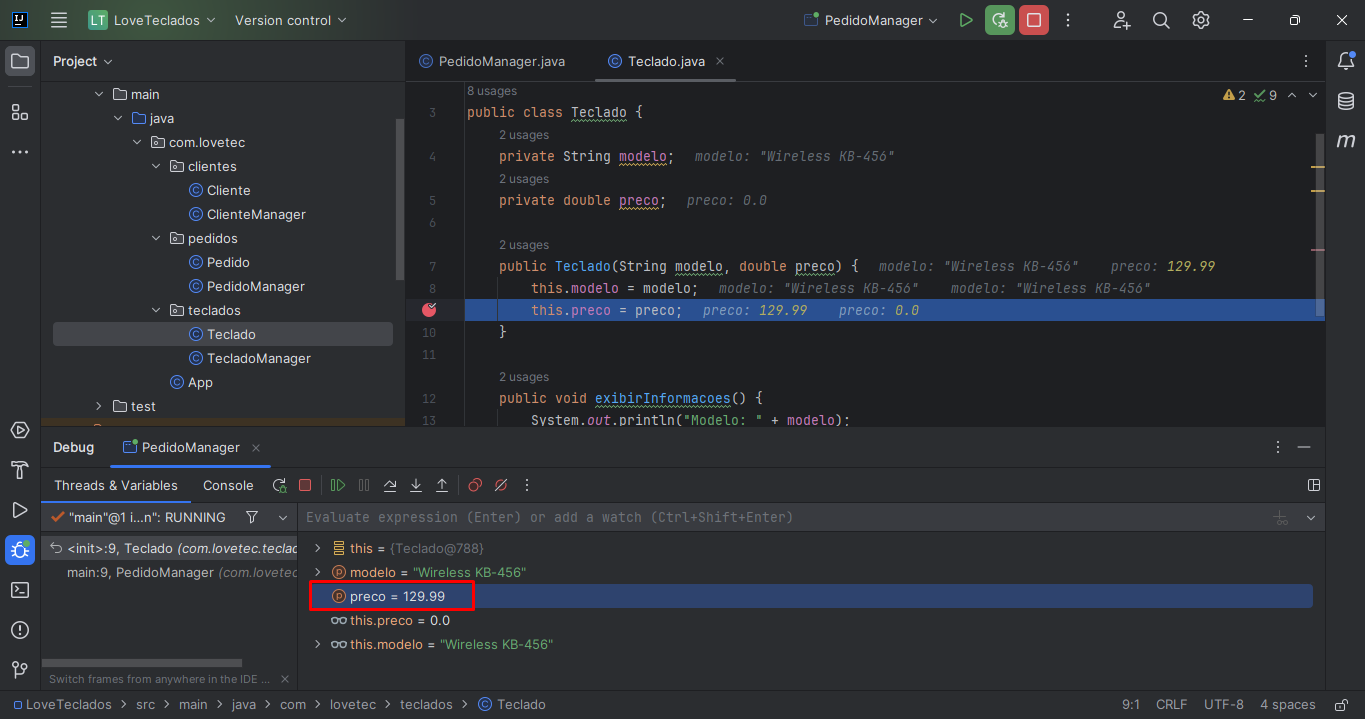 LT LoveTeclados Version control PedidoManager
Project
main
java
com.lovetec
clientes
Cliente
ClienteManager
pedidos
Pedido
PedidoManager
teclados
Teclado
TecladoManager
App
test
PedidoManager.java Teclado.java
2 9
8 usages
3 public class Teclado {
2 usages
4 private String modelo; modelo: "Wireless KB-456"
2 usages
5 private double preco; preco: 0.0
6
2 usages
7 public Teclado(String modelo, double preco) { modelo: "Wireless KB-456" preco: 129.99
8 this.modelo = modelo; modelo: "Wireless KB-456" modelo: "Wireless KB-456"
this.preco = preco; preco: 129.99 preco: 0.0
10 }
11
2 usages
12 public void exibirInformacoes() {
13 System.out.println("Modelo: " + modelo);
Debug PedidoManager
Threads & Variables Console
"main"@1 i...n": RUNNING
Evaluate expression (Enter) or add a watch (Ctrl+Shift+Enter)
<init>:9, Teclado (com.lovetec.teclad
main:9, PedidoManager (com.lovetec
this = {Teclado@788}
modelo = "Wireless KB-456"
preco = 129.99
this.preco = 0.0
this.modelo = "Wireless KB-456"
Switch frames from anywhere in the IDE ...
LoveTeclados > src > main > java > com > lovetec > teclados > Teclado
9:1 CRLF UTF-8 4 spaces